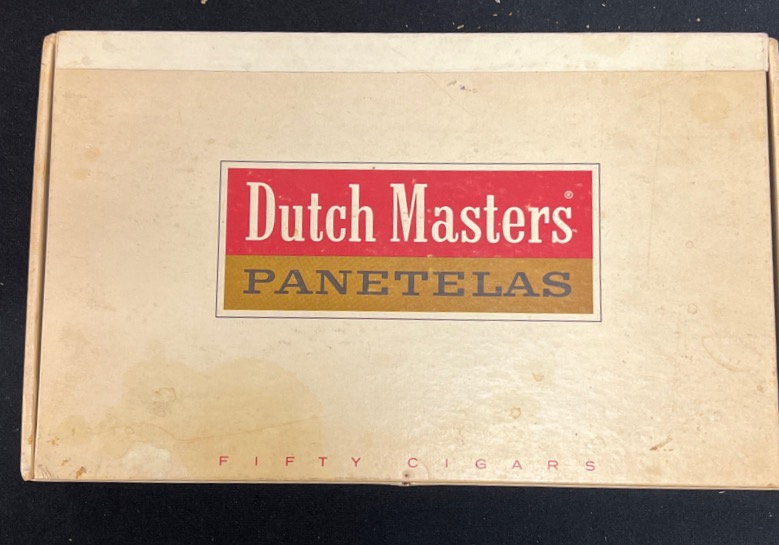 Dutch Masters®
PANETELAS
FIFTY CIGARS